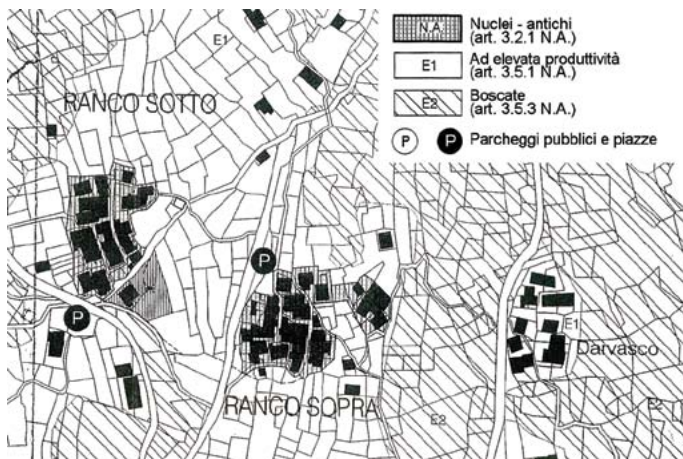 N.A.
Nuclei - antichi
(art. 3.2.1 N.A.)
E1
Ad elevata produttività
(art. 3.5.1 N.A.)
E2
Boscate
(art. 3.5.3 N.A.)
P
P
Parcheggi pubblici e piazze
E1
RANCO SOTTO
P
P
E1
Darvasco
RANCO SOPRA
E2
E2